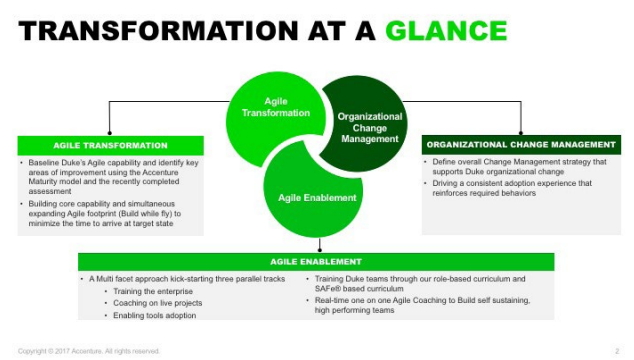 TRANSFORMATION AT A GLANCE
Agile
Transformation
Organizational
Change
Management
Agile Enablement
AGILE TRANSFORMATION
• Baseline Duke's Agile capability and identify key
areas of improvement using the Accenture
Maturity model and the recently completed
assessment
• Building core capability and simultaneous
expanding Agile footprint (Build while fly) to
minimize the time to arrive at target state
ORGANIZATIONAL CHANGE MANAGEMENT
• Define overall Change Management strategy that
supports Duke organizational change
• Driving a consistent adoption experience that
reinforces required behaviors
AGILE ENABLEMENT
• A Multi facet approach kick-starting three parallel tracks
• Training the enterprise
• Coaching on live projects
• Enabling tools adoption
• Training Duke teams through our role-based curriculum and
SAFe® based curriculum
• Real-time one on one Agile Coaching to Build self sustaining,
high performing teams
Copyright © 2017 Accenture. All rights reserved.
2